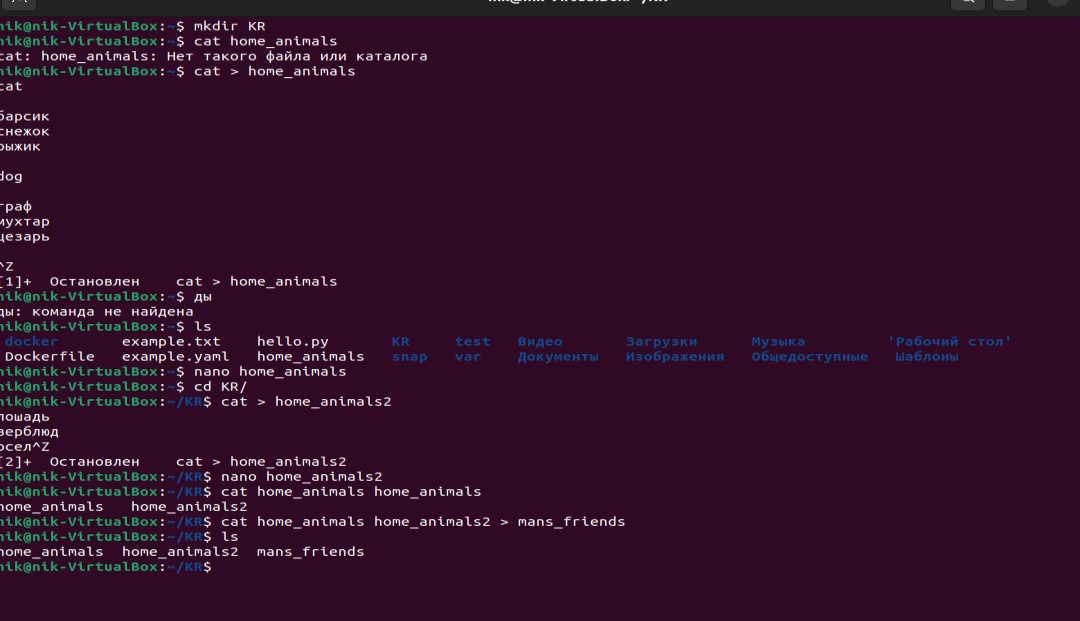 nik@nik-VirtualBox:~$ mkdir KR
nik@nik-VirtualBox:~$ cat home_animals
cat: home_animals: Нет такого файла или каталога
nik@nik-VirtualBox:~$ cat > home_animals
cat
барсик
снежок
рыжик
dog
граф
мухтар
цезарь
^Z
[1]+  Остановлен    cat > home_animals
nik@nik-VirtualBox:~$ ды
ды: команда не найдена
nik@nik-VirtualBox:~$ ls
docker       example.txt    hello.py       KR     test   Видео      Загрузки      Музыка         'Рабочий стол'
Dockerfile   example.yaml   home_animals   snap   var    Документы   Изображения   Общедоступные   Шаблоны
nik@nik-VirtualBox:~$ nano home_animals
nik@nik-VirtualBox:~$ cd KR/
nik@nik-VirtualBox:~/KR$ cat > home_animals2
лошадь
верблюд
осел^Z
[2]+  Остановлен    cat > home_animals2
nik@nik-VirtualBox:~/KR$ nano home_animals2
nik@nik-VirtualBox:~/KR$ cat home_animals home_animals
home_animals   home_animals2
nik@nik-VirtualBox:~/KR$ cat home_animals home_animals2 > mans_friends
nik@nik-VirtualBox:~/KR$ ls
home_animals  home_animals2  mans_friends
nik@nik-VirtualBox:~/KR$